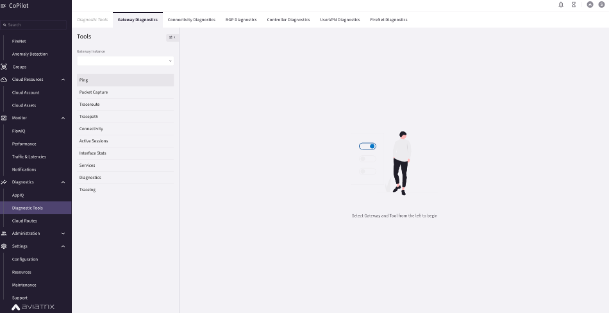 CoPilot
Search
Diagnostic Tools
Gateway Diagnostics
Connectivity Diagnostics
BGP Diagnostics
Controller Diagnostics
UserVPN Diagnostics
Tools
Gateway Instance
Ping
Packet Capture
Traceroute
Tracepath
Connectivity
Active Sessions
Interface Stats
Services
Diagnostics
Tracelog
Select Gateway and Tool from the left to begin
FireNet
Anomaly Detection
Groups
Cloud Resources
Cloud Account
Cloud Assets
Monitor
FlowIQ
Performance
Traffic & Latencies
Notifications
Diagnostics
AppIQ
Diagnostic Tools
Cloud Routes
Administration
Settings
Configuration
Resources
Maintenance
Support
aviatrix